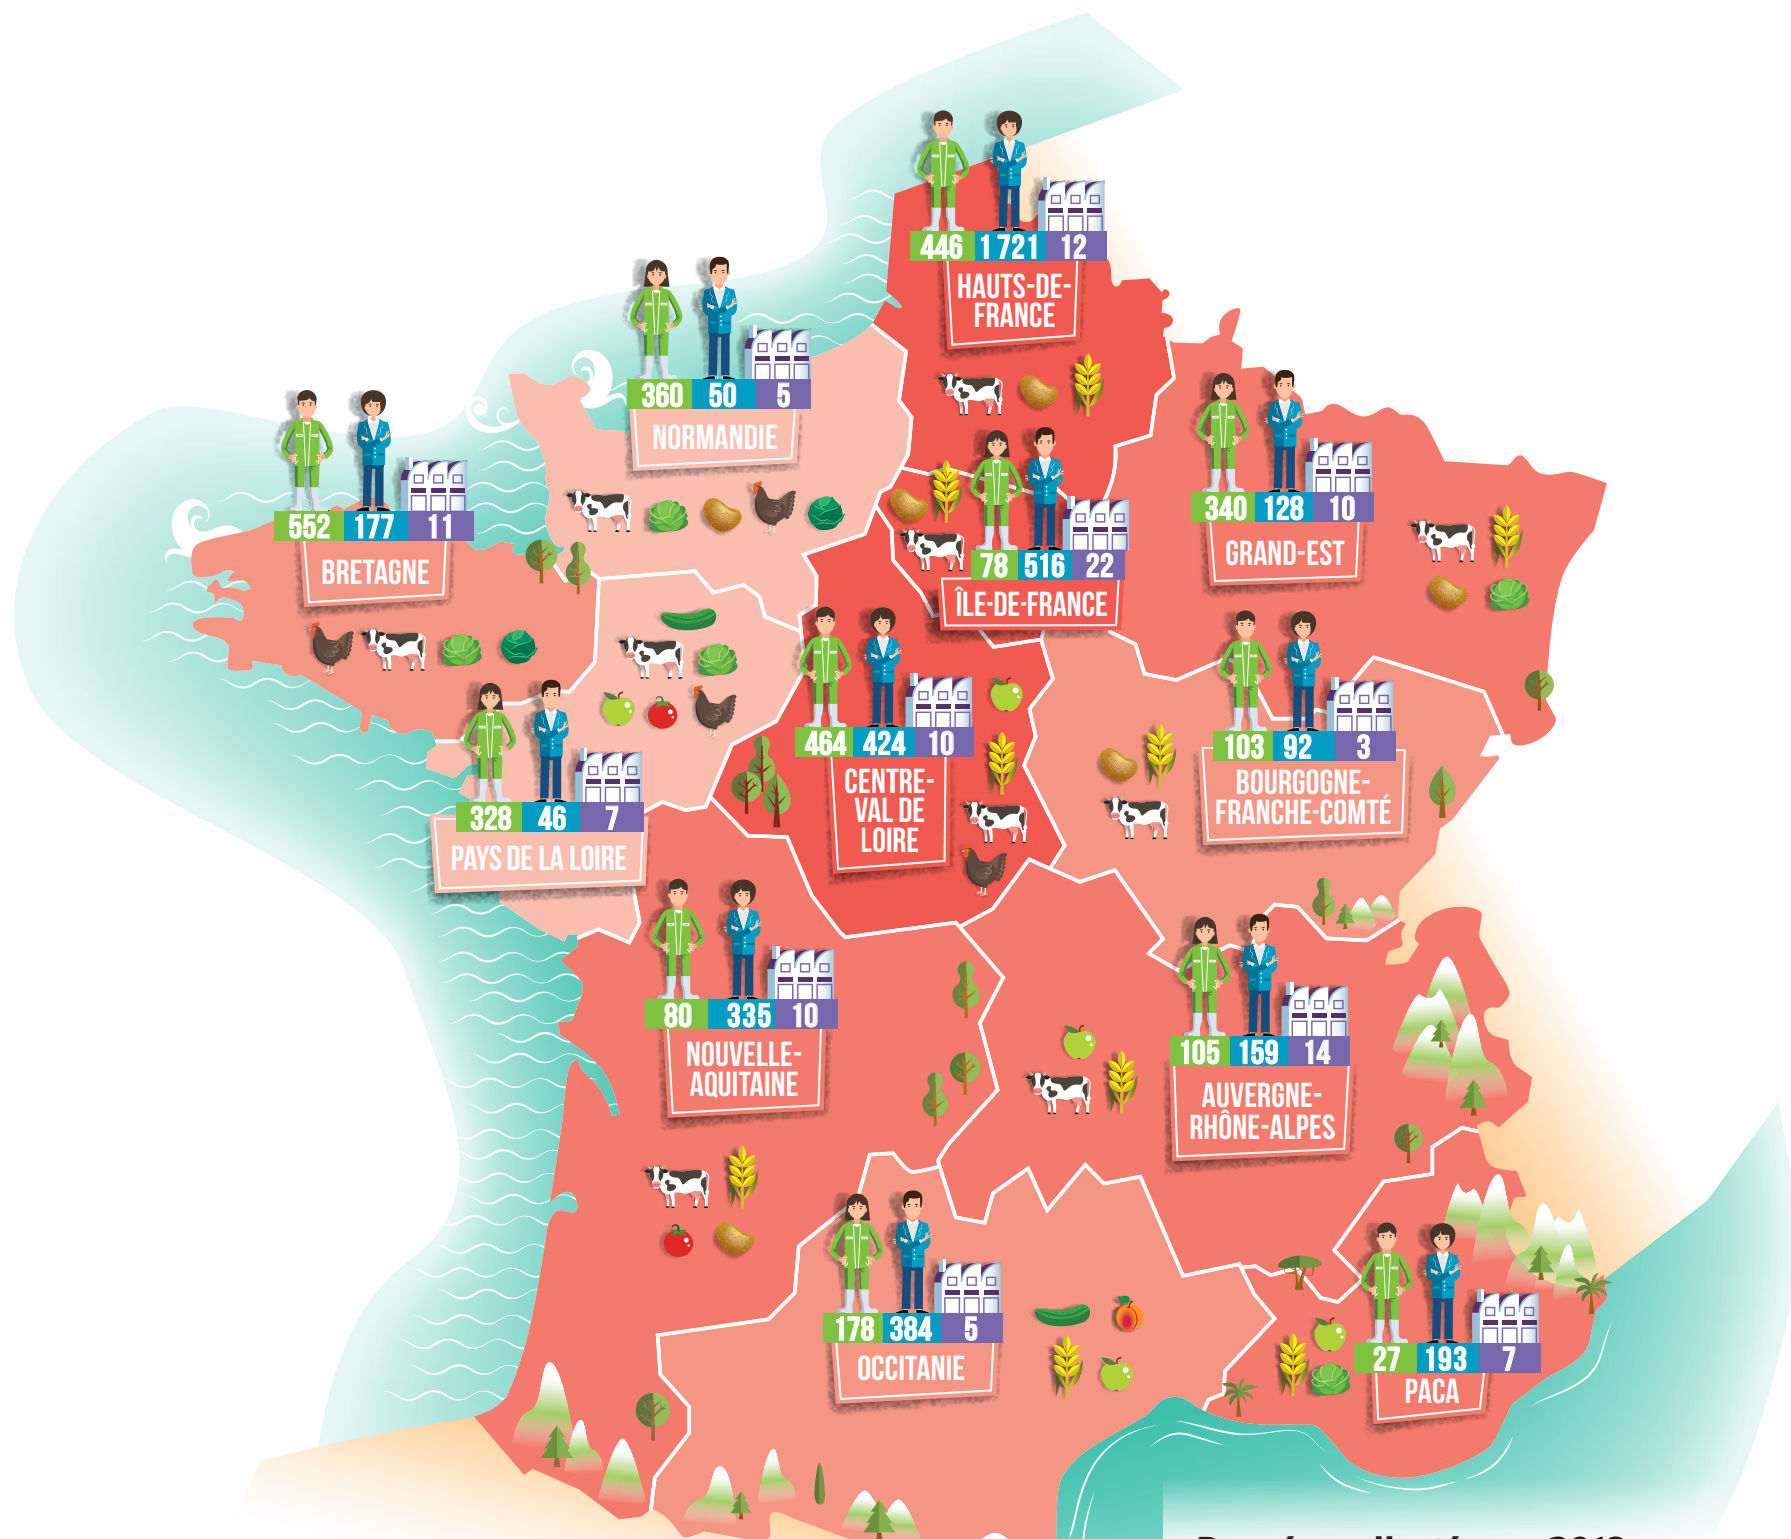 446 1 721 12
HAUTS-DE-
FRANCE
360 50 5
NORMANDIE
552 177 11
BRETAGNE
340 128 10
GRAND-EST
78 516 22
ÎLE-DE-FRANCE
464 424 10
CENTRE-
VAL DE
LOIRE
103 92 3
BOURGOGNE-
FRANCHE-COMTÉ
328 46 7
PAYS DE LA LOIRE
80 335 10
NOUVELLE-
AQUITAINE
105 159 14
AUVERGNE-
RHÔNE-ALPES
178 384 5
OCCITANIE
27 193 7
PACA